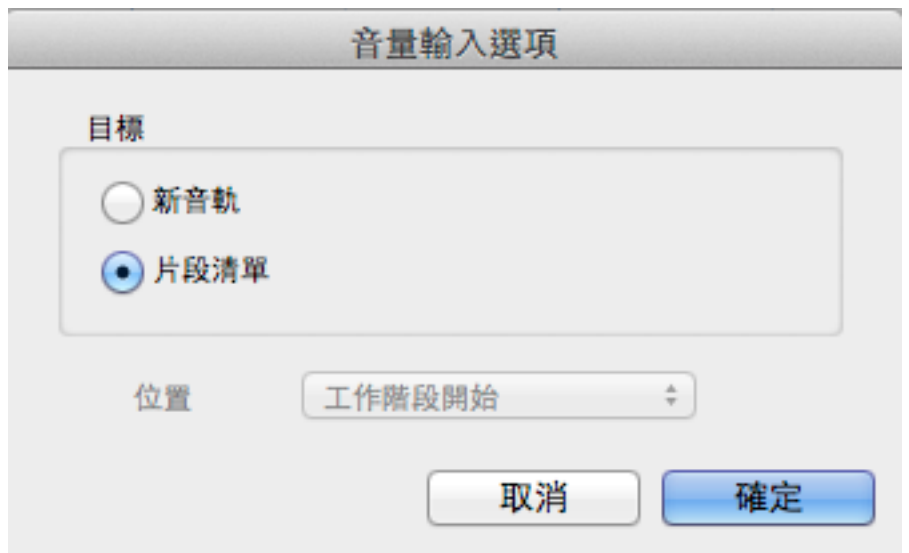 音量輸入選項
目標
新音軌
片段清單
位置 工作階段開始
取消 確定